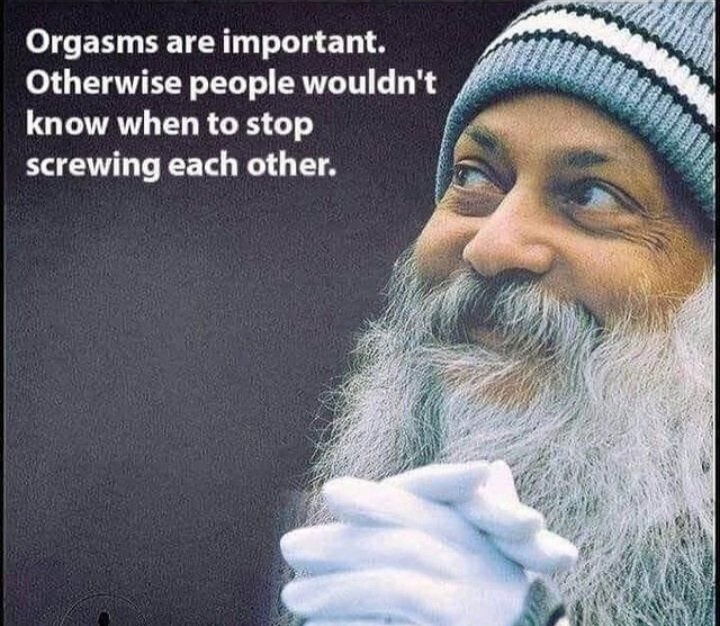 Orgasms are important.
Otherwise people wouldn't
know when to stop
screwing each other.